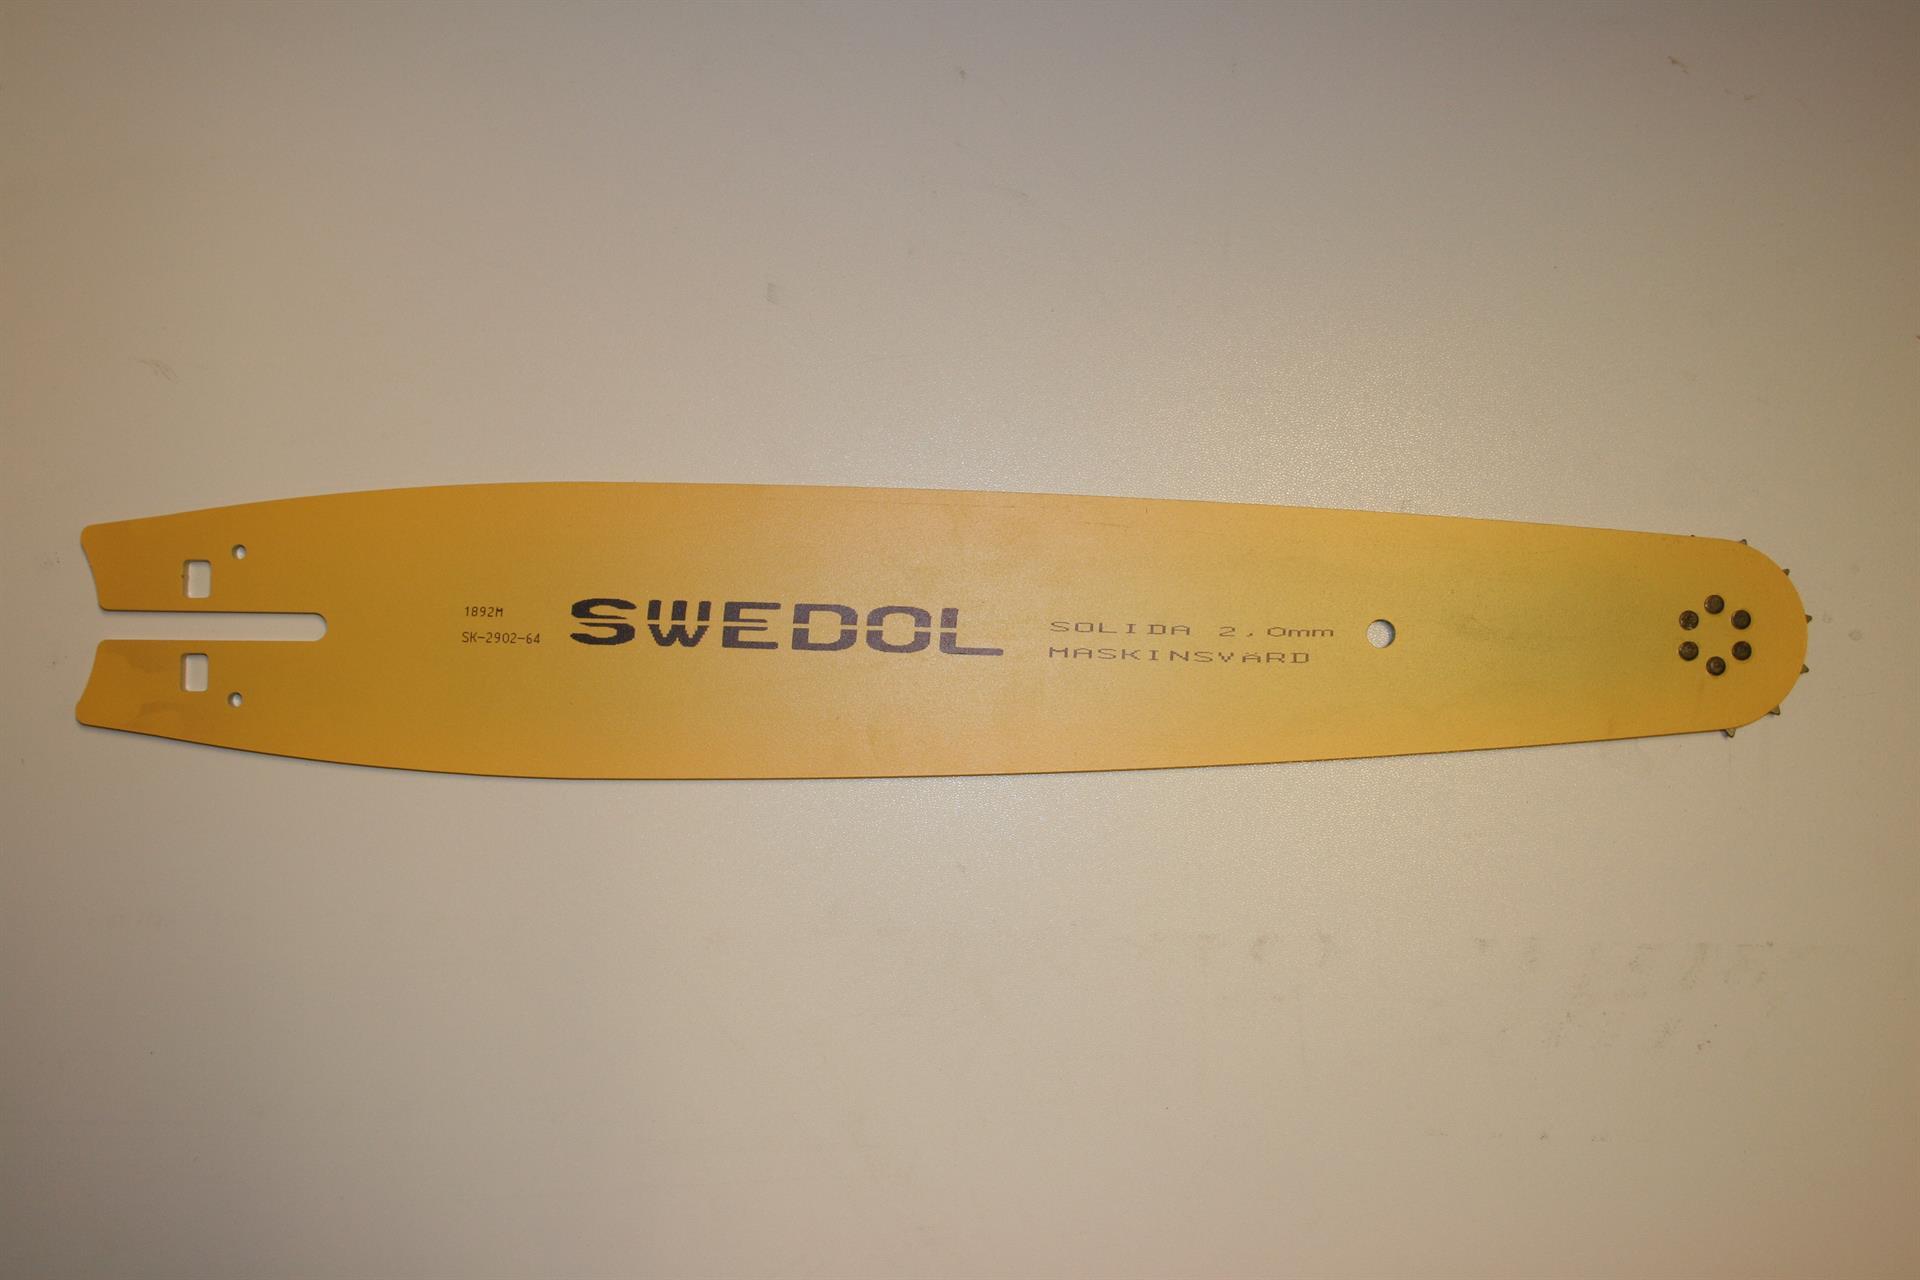 1892M
SK-2902-64
SWEDOL
SOLIDA 2,0mm
MASKINSVÄRD